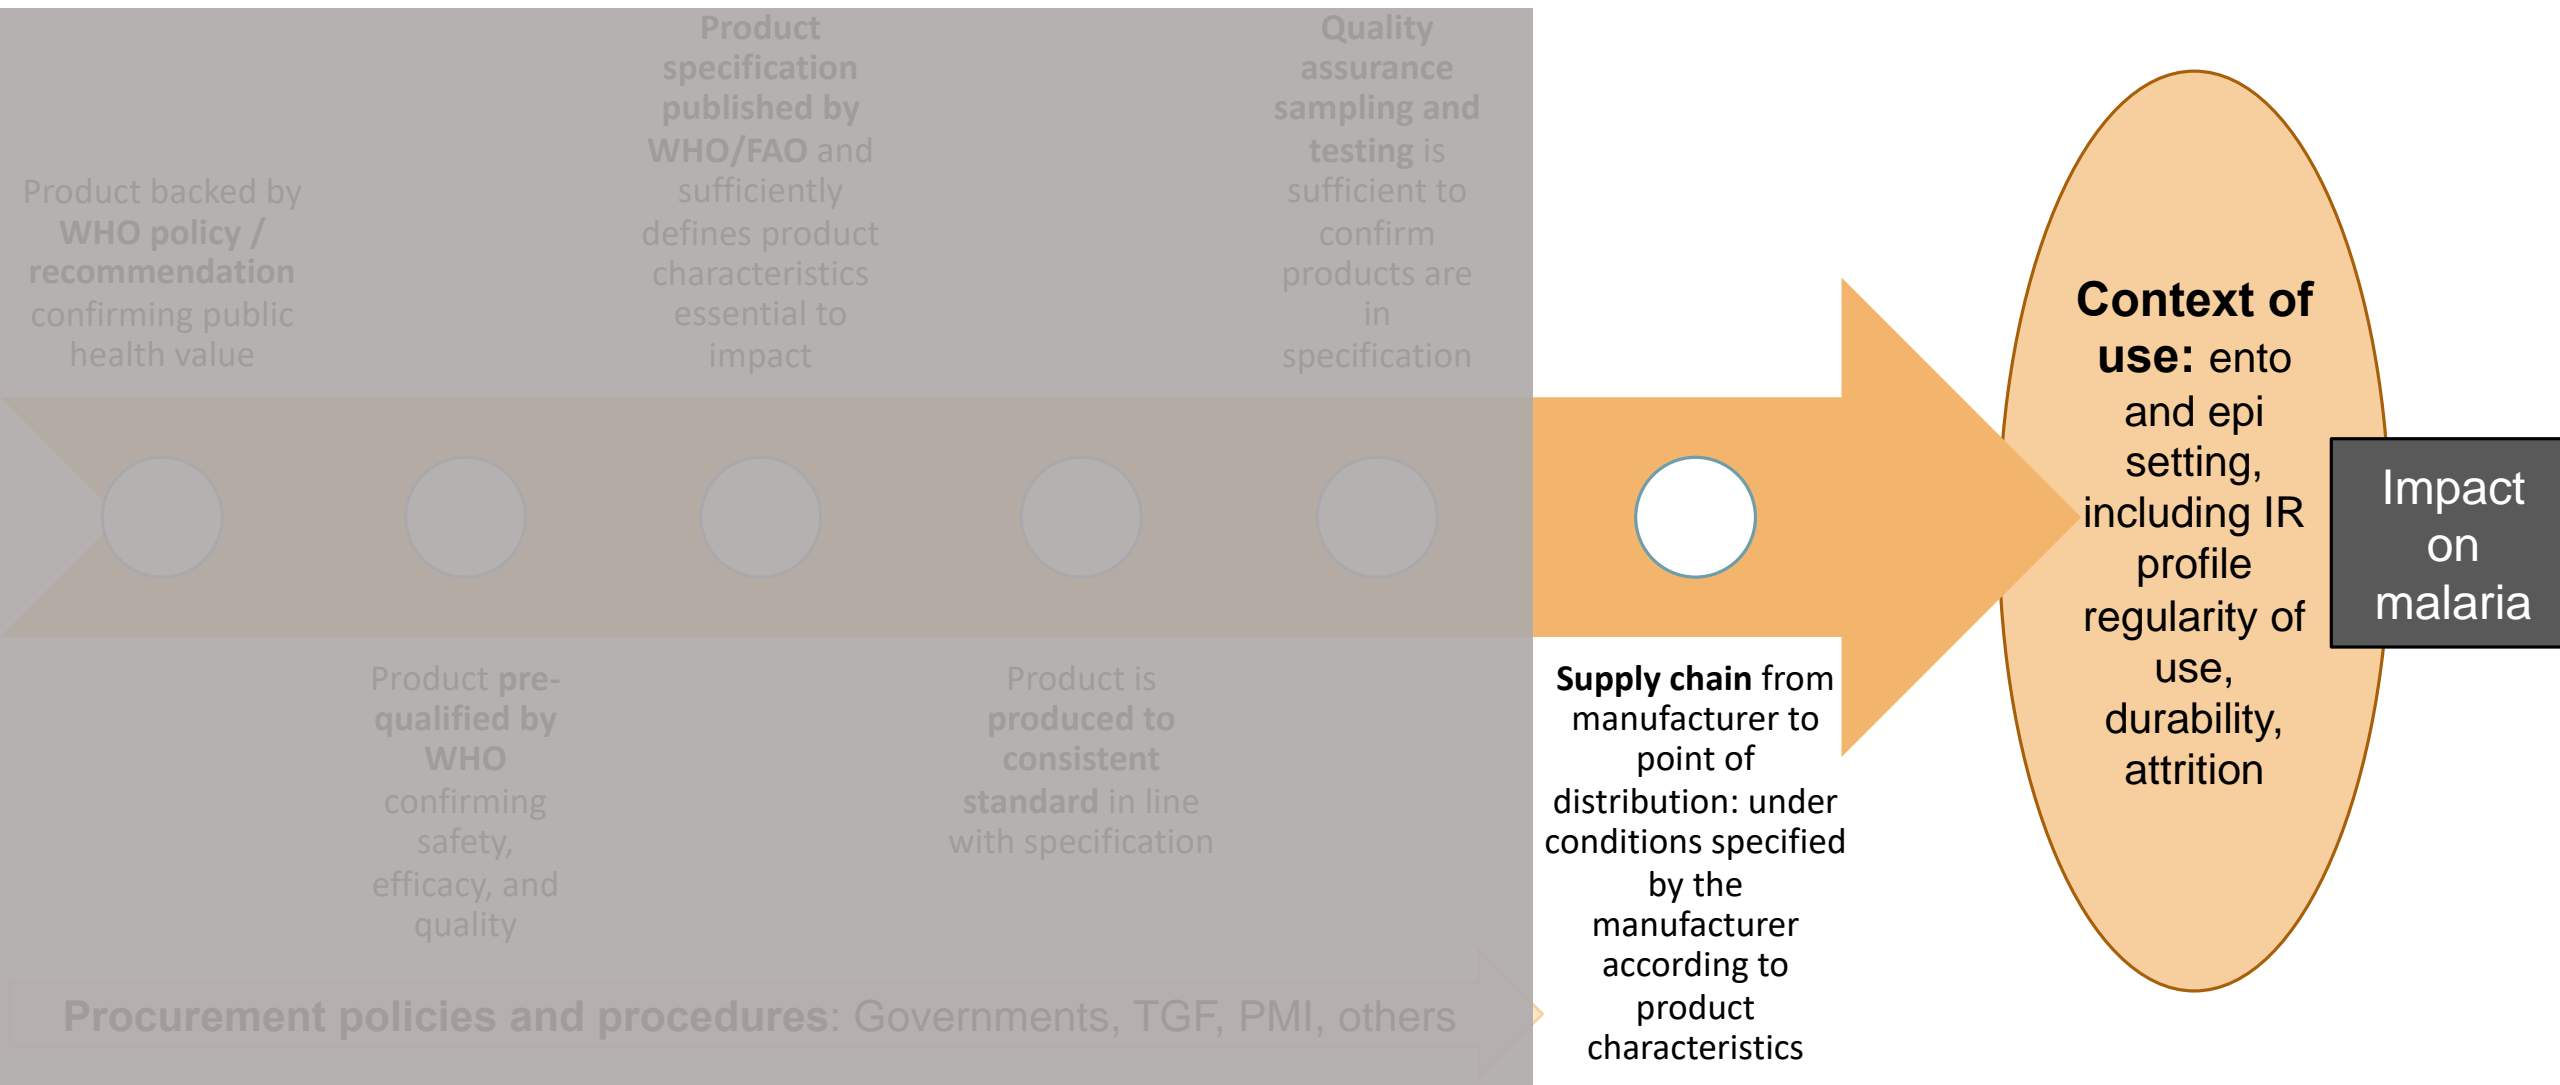 Product backed by
WHO policy /
recommendation
confirming public
health value
Product
specification
published by
WHO/FAO and
sufficiently
defines product
characteristics
essential to
impact
Quality
assurance
sampling and
testing is
sufficient to
confirm
products are
in
specification
Product pre-
qualified by
WHO
confirming
safety,
efficacy, and
quality
Product is
produced to
consistent
standard in line
with specification
Supply chain from
manufacturer to
point of
distribution: under
conditions specified
by the
manufacturer
according to
product
characteristics
Context of
use: ento
and epi
setting,
including IR
profile
regularity of
use,
durability,
attrition
Impact
on
malaria
Procurement policies and procedures: Governments, TGF, PMI, others